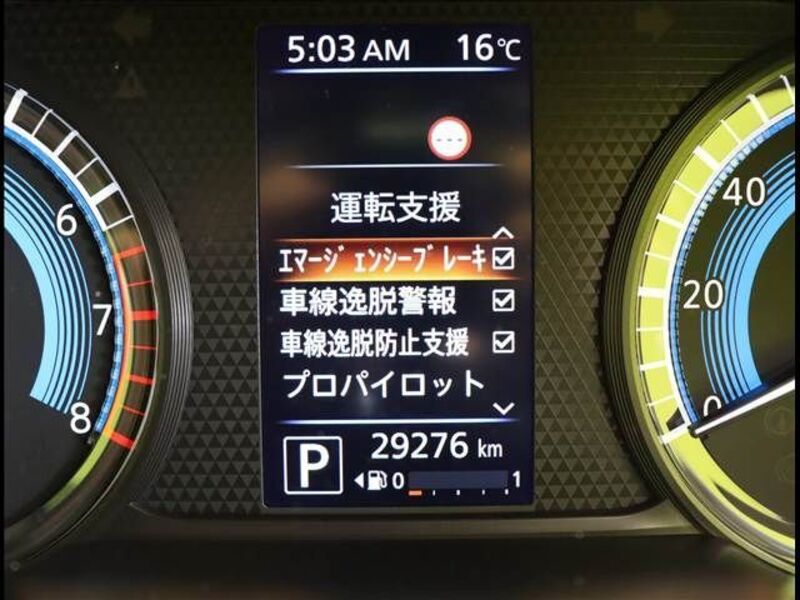 5:03 AM 16℃
---
運転支援
エマージェンシーブレーキ
車線逸脱警報
車線逸脱防止支援
プロパイロット
P 29276 km
0 1
6
7
8
40
20
0